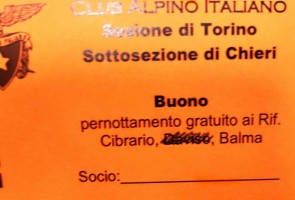 CLUB ALPINO ITALIANO
Sezione di Torino
Sottosezione di Chieri
Buono
pernottamento gratuito ai Rif.
Cibrario, , Balma
Socio: